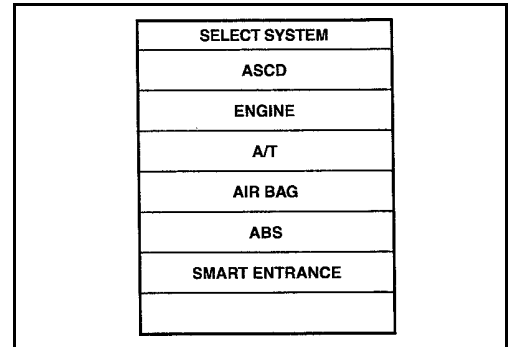 SELECT SYSTEM
ASCD
ENGINE
A/T
AIR BAG
ABS
SMART ENTRANCE